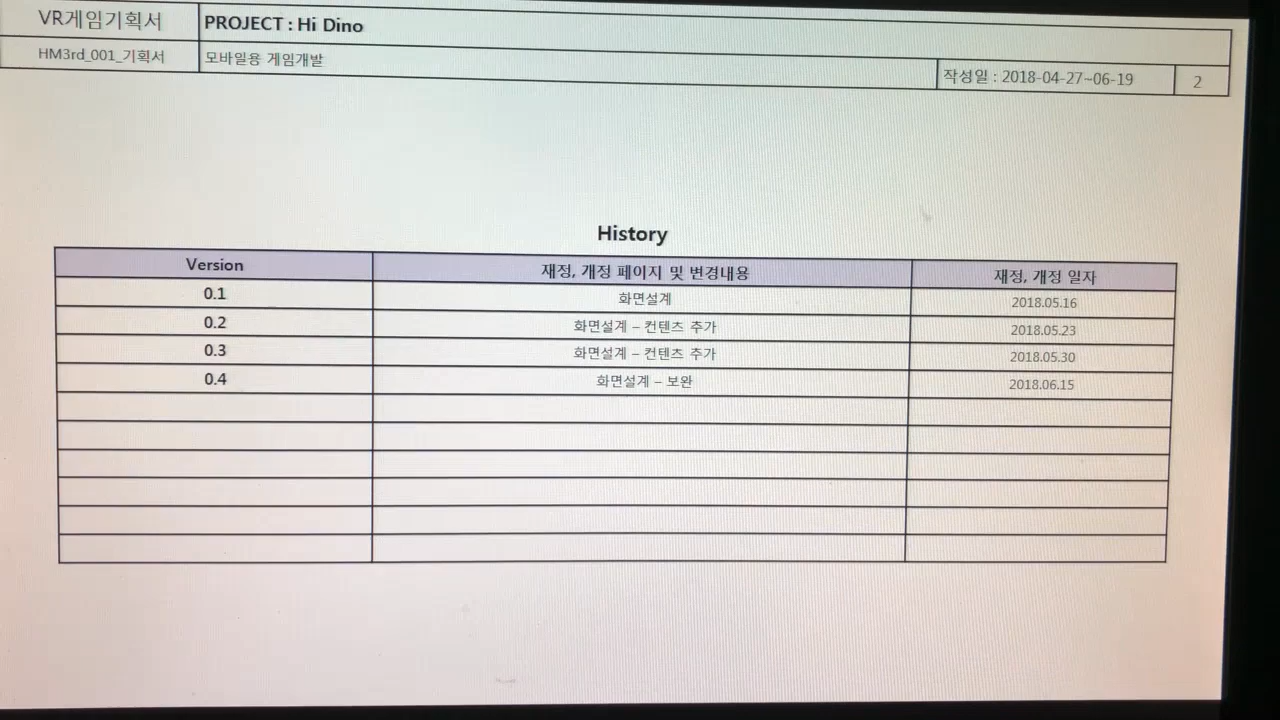 VR게임기획서 PROJECT : Hi Dino
HM3rd_001_기획서 모바일용 게임개발 작성일 : 2018-04-27~06-19 2
History
Version 재정, 개정 페이지 및 변경내용 재정, 개정 일자
0.1 화면설계 2018.05.16
0.2 화면설계 – 컨텐츠 추가 2018.05.23
0.3 화면설계 – 컨텐츠 추가 2018.05.30
0.4 화면설계 – 보완 2018.06.15